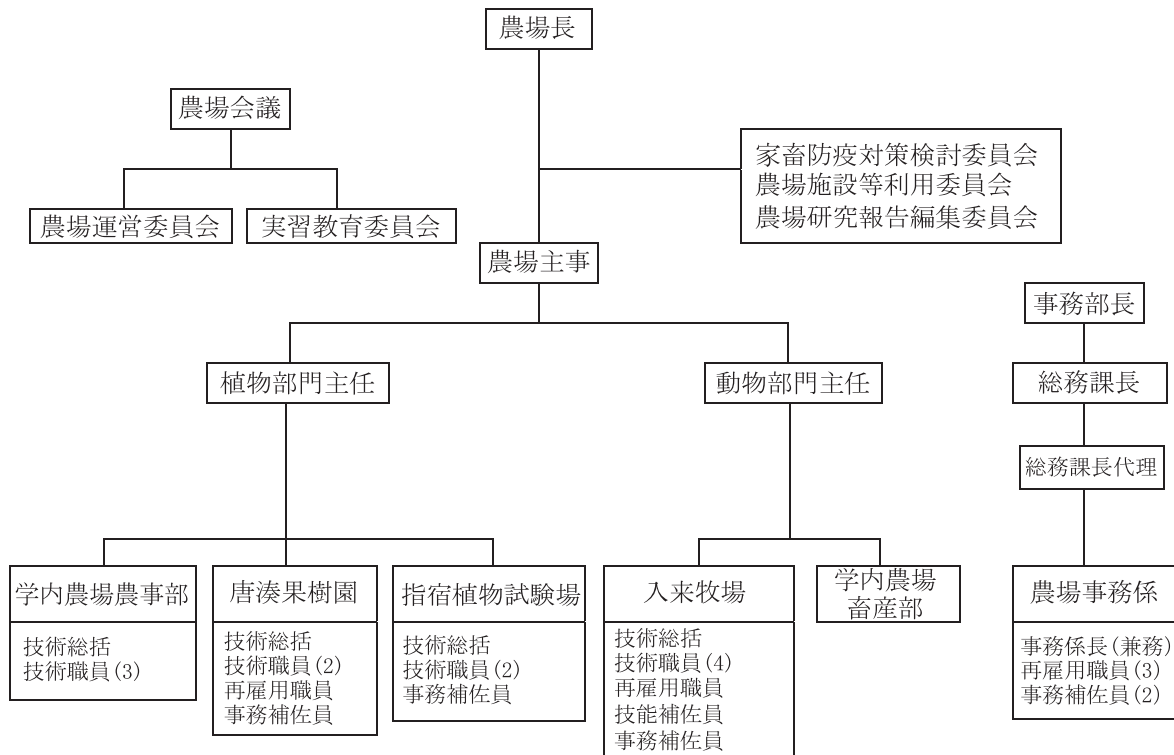 農場長
農場会議
家畜防疫対策検討委員会
農場施設等利用委員会
農場研究報告編集委員会
農場運営委員会
実習教育委員会
農場主事
事務部長
植物部門主任
動物部門主任
総務課長
総務課長代理
学内農場農事部
技術総括
技術職員(3)
唐湊果樹園
技術総括
技術職員(2)
再雇用職員
事務補佐員
指宿植物試験場
技術総括
技術職員(2)
事務補佐員
入来牧場
技術総括
技術職員(4)
再雇用職員
技能補佐員
事務補佐員
学内農場
畜産部
農場事務係
事務係長(兼務)
再雇用職員(3)
事務補佐員(2)